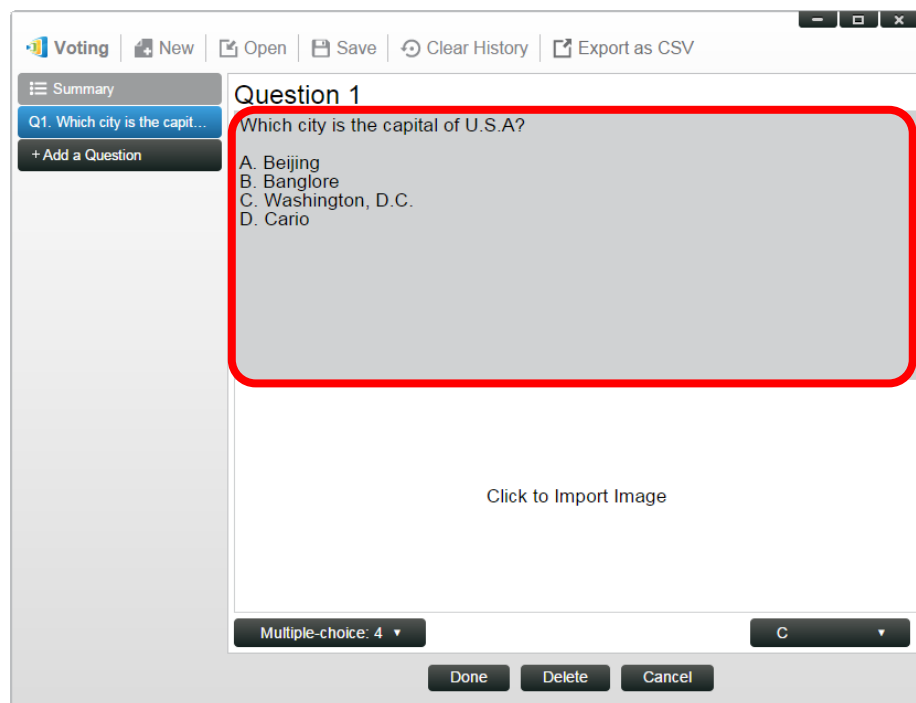 Voting New Open Save Clear History Export as CSV
Summary
Q1. Which city is the capit...
+ Add a Question
Question 1
Which city is the capital of U.S.A?
A. Beijing
B. Banglore
C. Washington, D.C.
D. Cario
Click to Import Image
Multiple-choice: 4 C
Done Delete Cancel